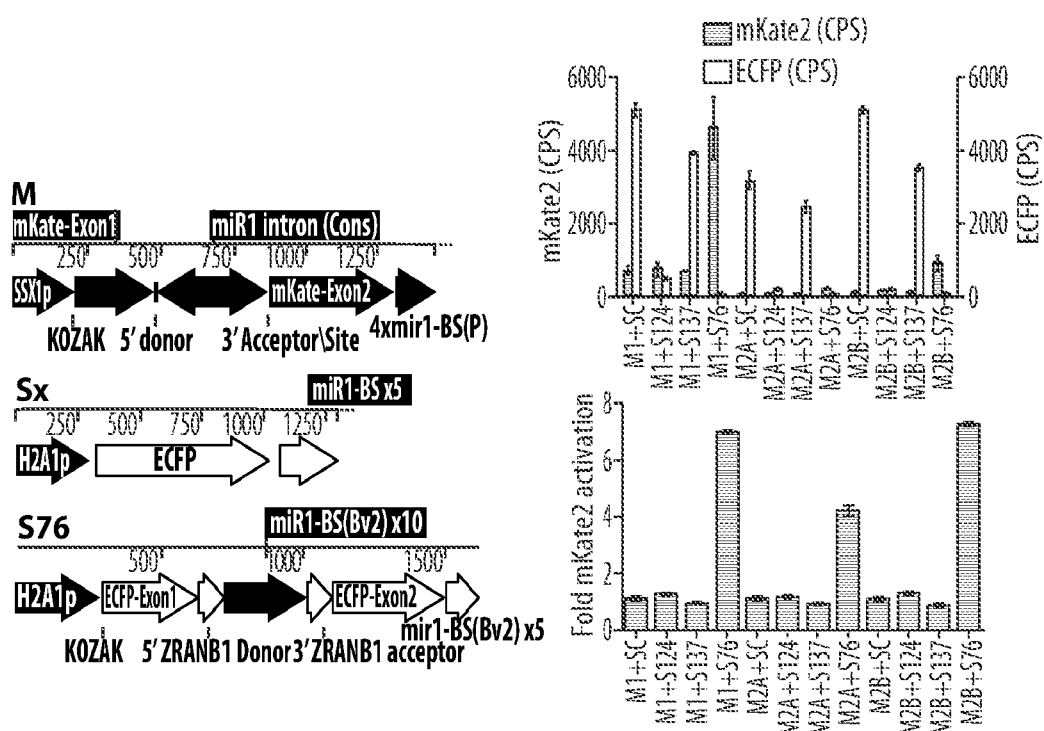 M
mKate-Exon1 miR1 intron (Cons)
250 500 750 1000 1250
SSX1p mKate-Exon2
KOZAK 5' donor 3' Acceptor\Site 4xmir1-BS(P)
Sx
miR1-BS x5
250 500 750 1000 1250
H2A1p ECFP
S76
miR1-BS(Bv2) x10
500 1000 1500
H2A1p ECFP-Exon1 ECFP-Exon2
mir1-BS(Bv2) x5
KOZAK 5' ZRANB1 Donor 3' ZRANB1 acceptor
mKate2 (CPS)
ECFP (CPS)
mKate2 (CPS)
6000
4000
2000
0
6000
4000
2000
0
ECFP (CPS)
M1+SC
M1+S124
M1+S137
M1+S76
M2A+SC
M2A+S124
M2A+S137
M2A+S76
M2B+SC
M2B+S124
M2B+S137
M2B+S76
Fold mKate2 activation
8
6
4
2
0
M1+SC
M1+S124
M1+S137
M1+S76
M2A+SC
M2A+S124
M2A+S137
M2A+S76
M2B+SC
M2B+S124
M2B+S137
M2B+S76